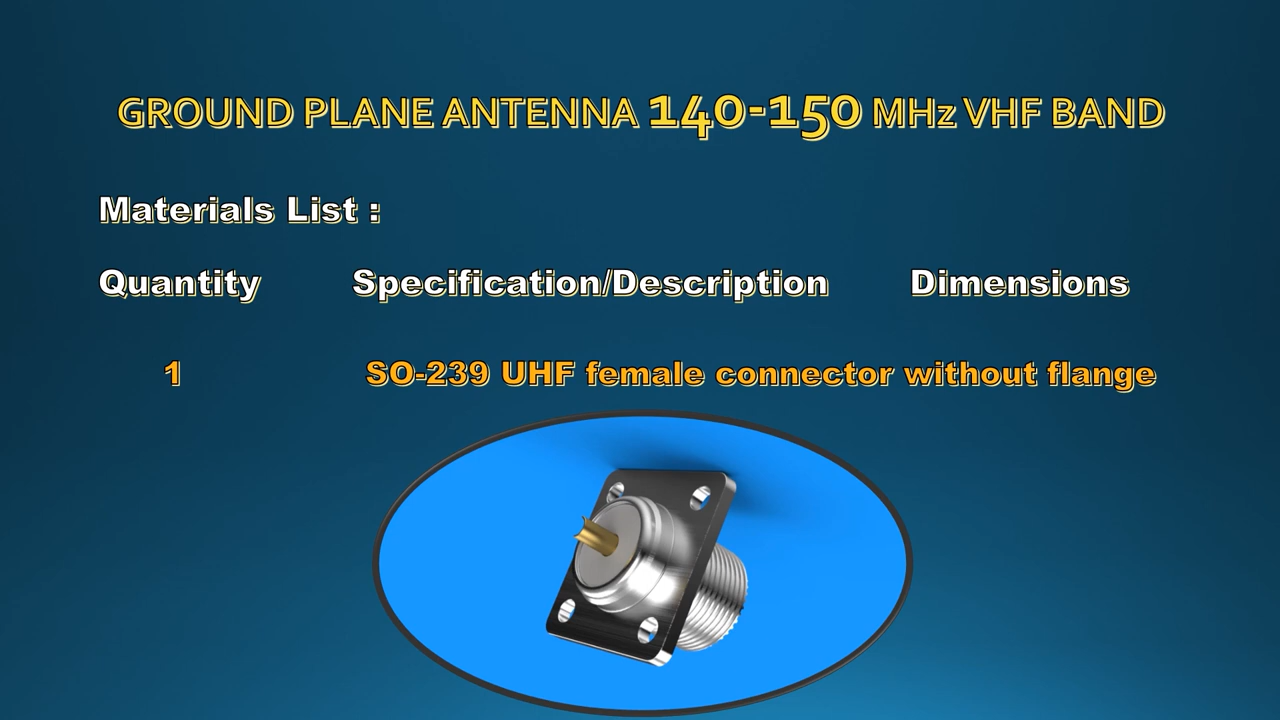 GROUND PLANE ANTENNA 140-150 MHz VHF BAND
Materials List :
Quantity Specification/Description Dimensions
1 SO-239 UHF female connector without flange